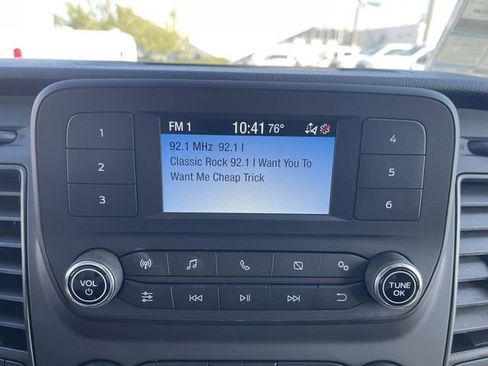 FM 1 10:41 76°
92.1 MHz 92.1 I
Classic Rock 92.1 I Want You To
Want Me Cheap Trick
1
2
3
4
5
6
VOL
TUNE
OK